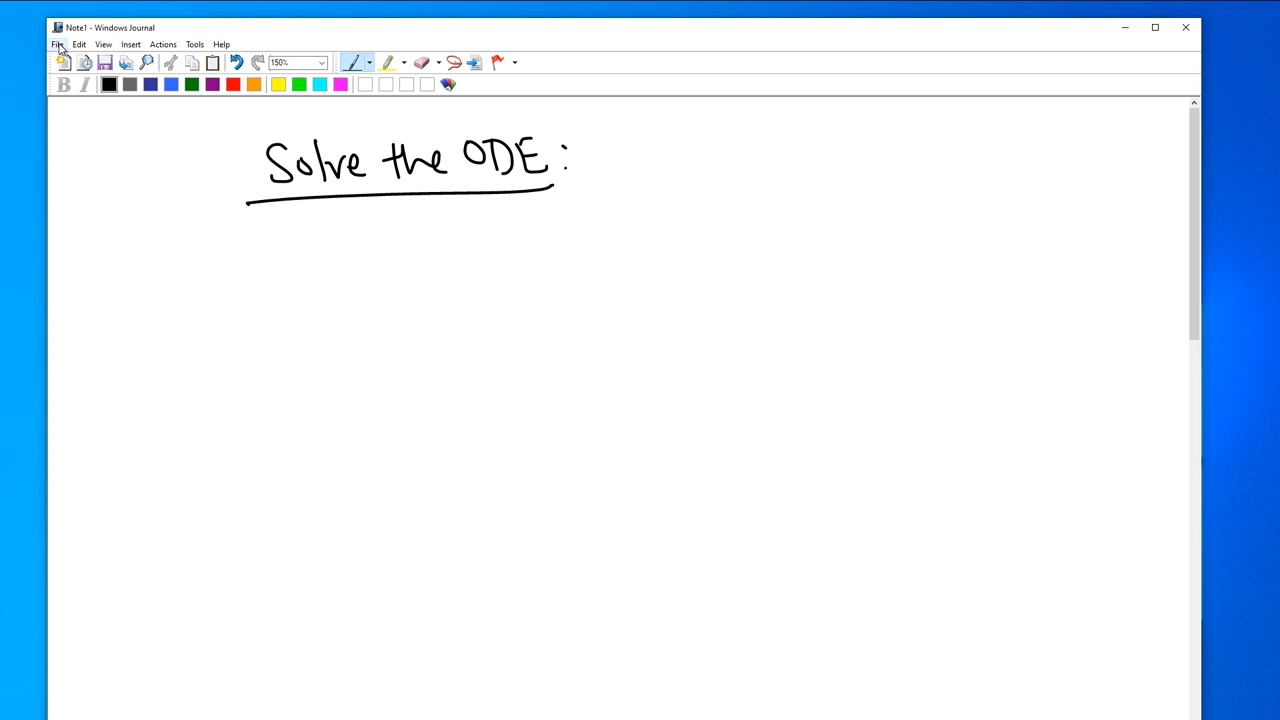 Note1 - Windows Journal
File Edit View Insert Actions Tools Help
150%
B I
Solve the ODE: